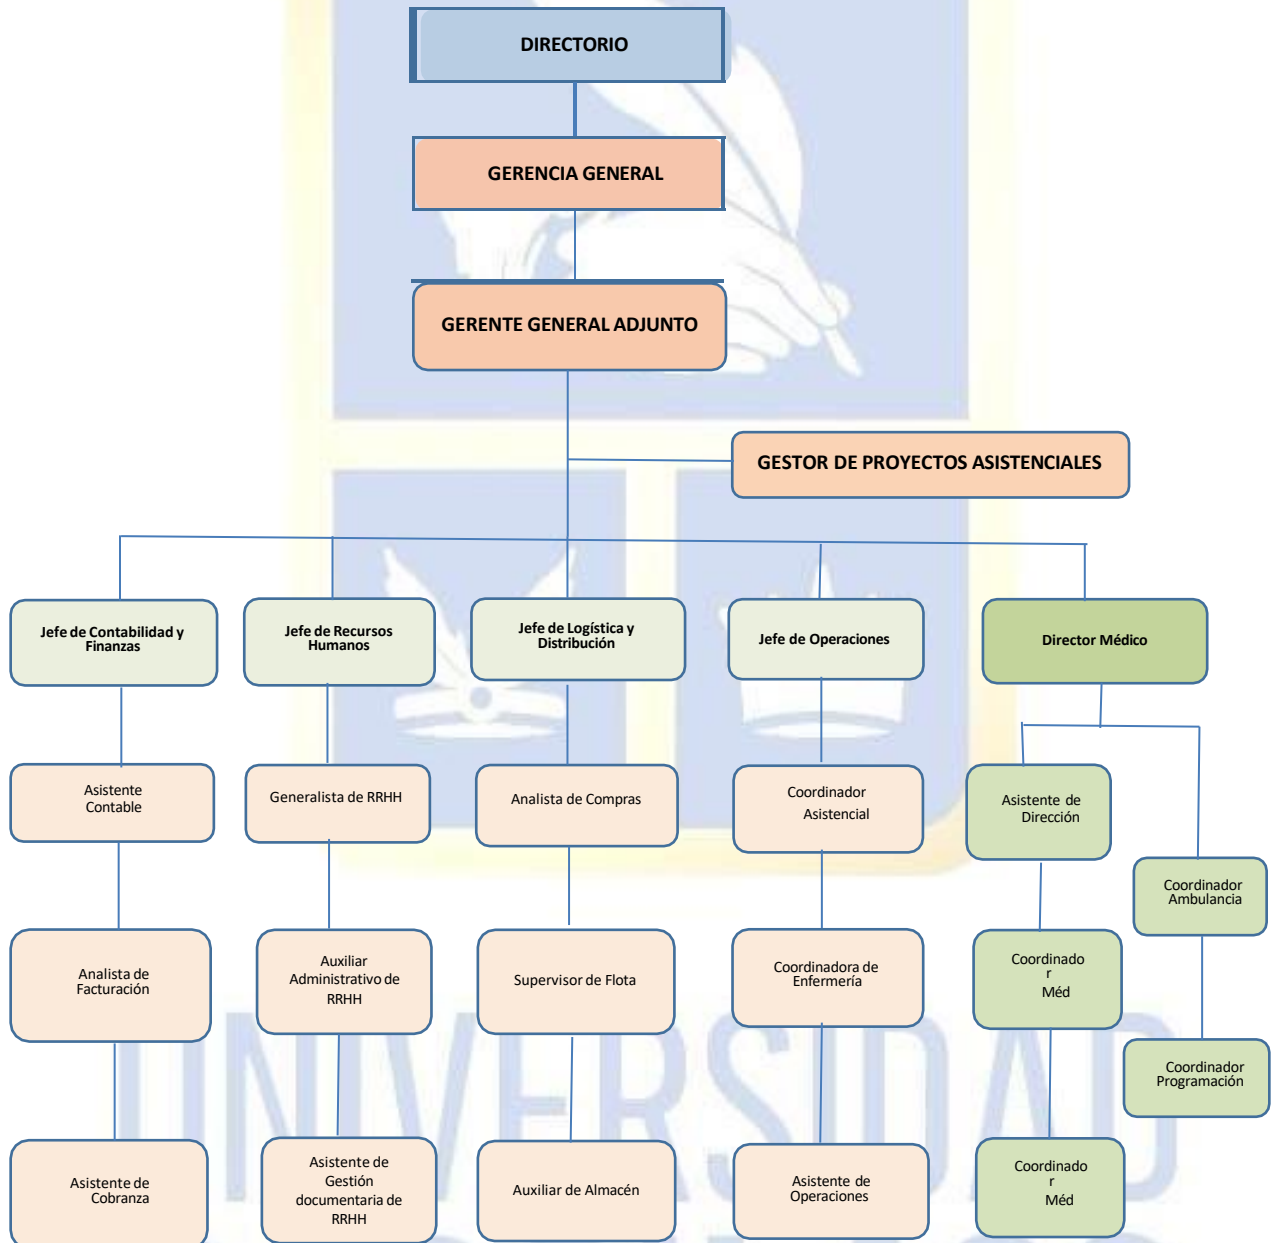 DIRECTORIO
GERENCIA GENERAL
GERENTE GENERAL ADJUNTO
GESTOR DE PROYECTOS ASISTENCIALES
Jefe de Contabilidad y
Finanzas
Jefe de Recursos
Humanos
Jefe de Logística y
Distribución
Jefe de Operaciones
Director Médico
Asistente
Contable
Generalista de RRHH
Analista de Compras
Coordinador
Asistencial
Asistente de
Dirección
Coordinador
Ambulancia
Analista de
Facturación
Auxiliar
Administrativo de
RRHH
Supervisor de Flota
Coordinadora de
Enfermería
Coordinado
r
Méd
Coordinador
Programación
Asistente de
Cobranza
Asistente de
Gestión
documentaria de
RRHH
Auxiliar de Almacén
Asistente de
Operaciones
Coordinado
r
Méd
UNIVERSIDAD